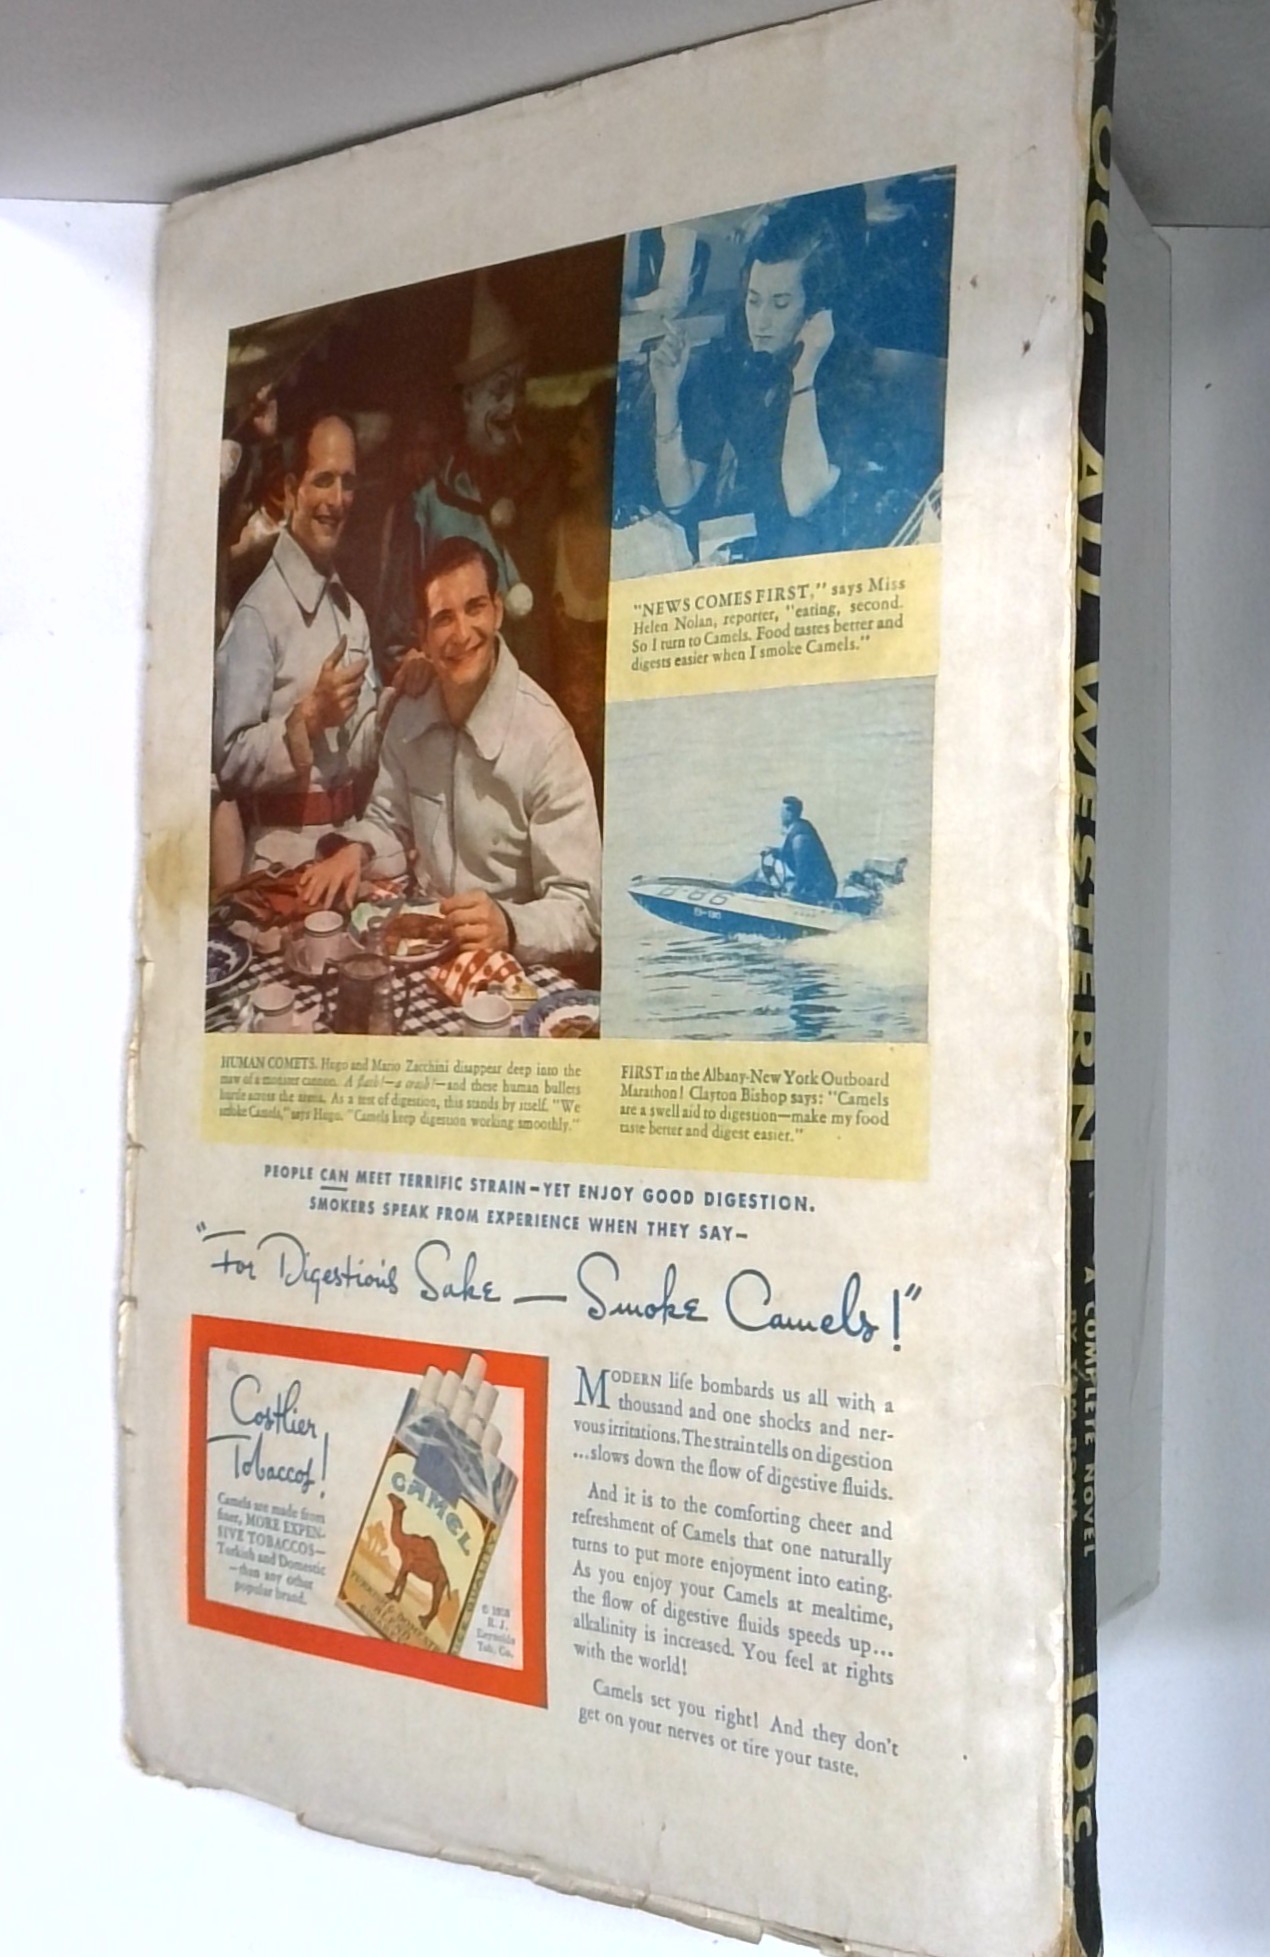 "NEWS COMES FIRST," says Miss
Helen Nolan, reporter, "eating, second.
So I turn to Camels. Food tastes better and
digests easier when I smoke Camels."
HUMAN COMETS. Hugo and Mario Zacchini disappear deep into the
maw of a monster cannon. A flash!—a crash!—and these human bullets
hurtle across the arena. As a test of digestion, this stands by itself. "We
smoke Camels," says Hugo. "Camels keep digestion working smoothly."
FIRST in the Albany-New York Outboard
Marathon! Clayton Bishop says: "Camels
are a swell aid to digestion—make my food
taste better and digest easier."
PEOPLE CAN MEET TERRIFIC STRAIN—YET ENJOY GOOD DIGESTION.
SMOKERS SPEAK FROM EXPERIENCE WHEN THEY SAY—
"For Digestion's Sake — Smoke Camels!"
Costlier
Tobaccos!
Camels are made from
finer, MORE EXPEN-
SIVE TOBACCOS—
Turkish and Domestic
—than any other
popular brand.
CAMEL
TURKISH & DOMESTIC
BLEND
© 1936
R. J.
Reynolds
Tob. Co.
MODERN life bombards us all with a
thousand and one shocks and ner-
vous irritations. The strain tells on digestion
...slows down the flow of digestive fluids.
And it is to the comforting cheer and
refreshment of Camels that one naturally
turns to put more enjoyment into eating.
As you enjoy your Camels at mealtime,
the flow of digestive fluids speeds up...
alkalinity is increased. You feel at rights
with the world!
Camels set you right! And they don't
get on your nerves or tire your taste.
OCT. ALL WESTERN A COMPLETE NOVEL
BY TOM 10c